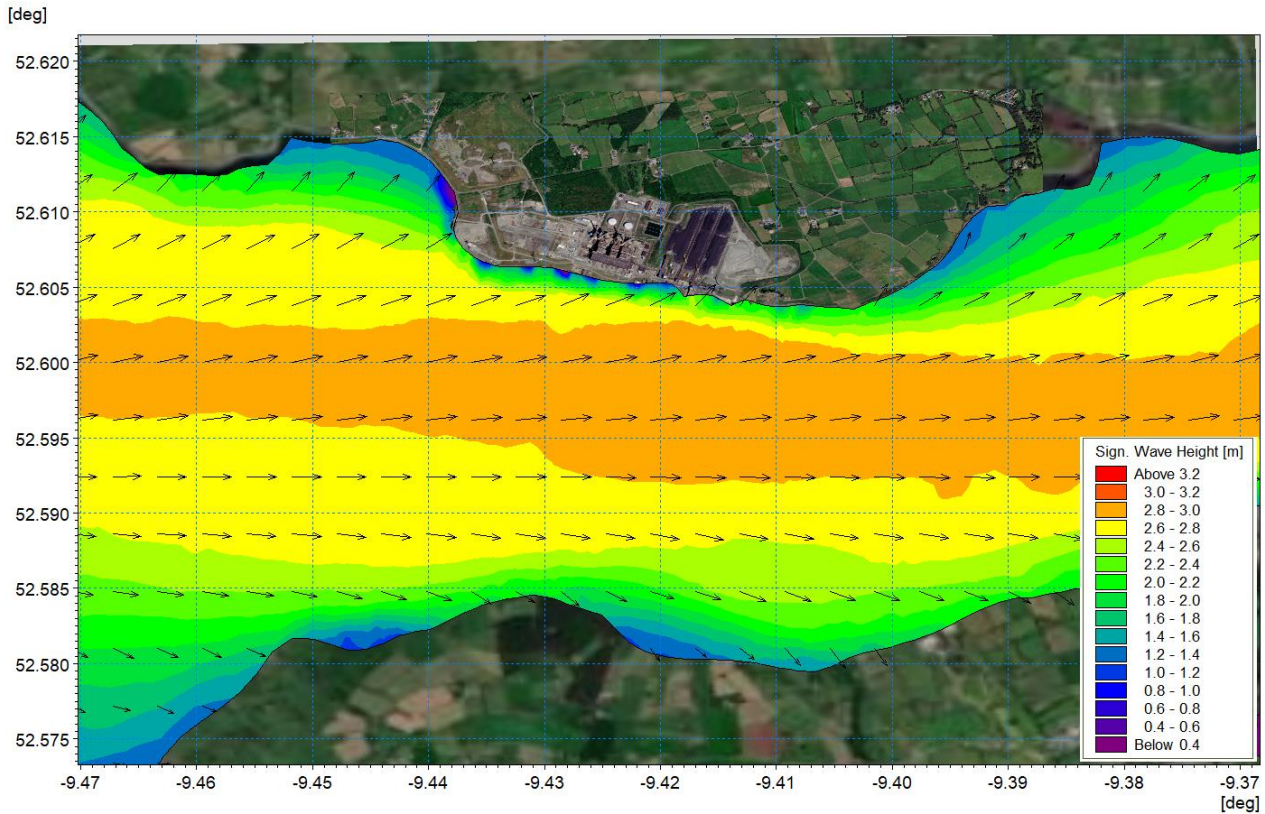 [deg]
52.620
52.615
52.610
52.605
52.600
52.595
52.590
52.585
52.580
52.575
Sign. Wave Height [m]
Above 3.2
3.0 - 3.2
2.8 - 3.0
2.6 - 2.8
2.4 - 2.6
2.2 - 2.4
2.0 - 2.2
1.8 - 2.0
1.6 - 1.8
1.4 - 1.6
1.2 - 1.4
1.0 - 1.2
0.8 - 1.0
0.6 - 0.8
0.4 - 0.6
Below 0.4
-9.47 -9.46 -9.45 -9.44 -9.43 -9.42 -9.41 -9.40 -9.39 -9.38 -9.37
[deg]